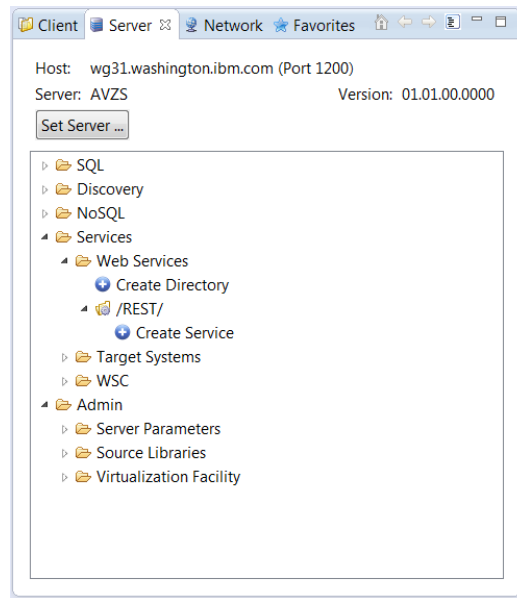 Client Server Network Favorites
Host: wg31.washington.ibm.com (Port 1200)
Server: AVZS Version: 01.01.00.0000
Set Server ...
SQL
Discovery
NoSQL
Services
Web Services
Create Directory
/REST/
Create Service
Target Systems
WSC
Admin
Server Parameters
Source Libraries
Virtualization Facility